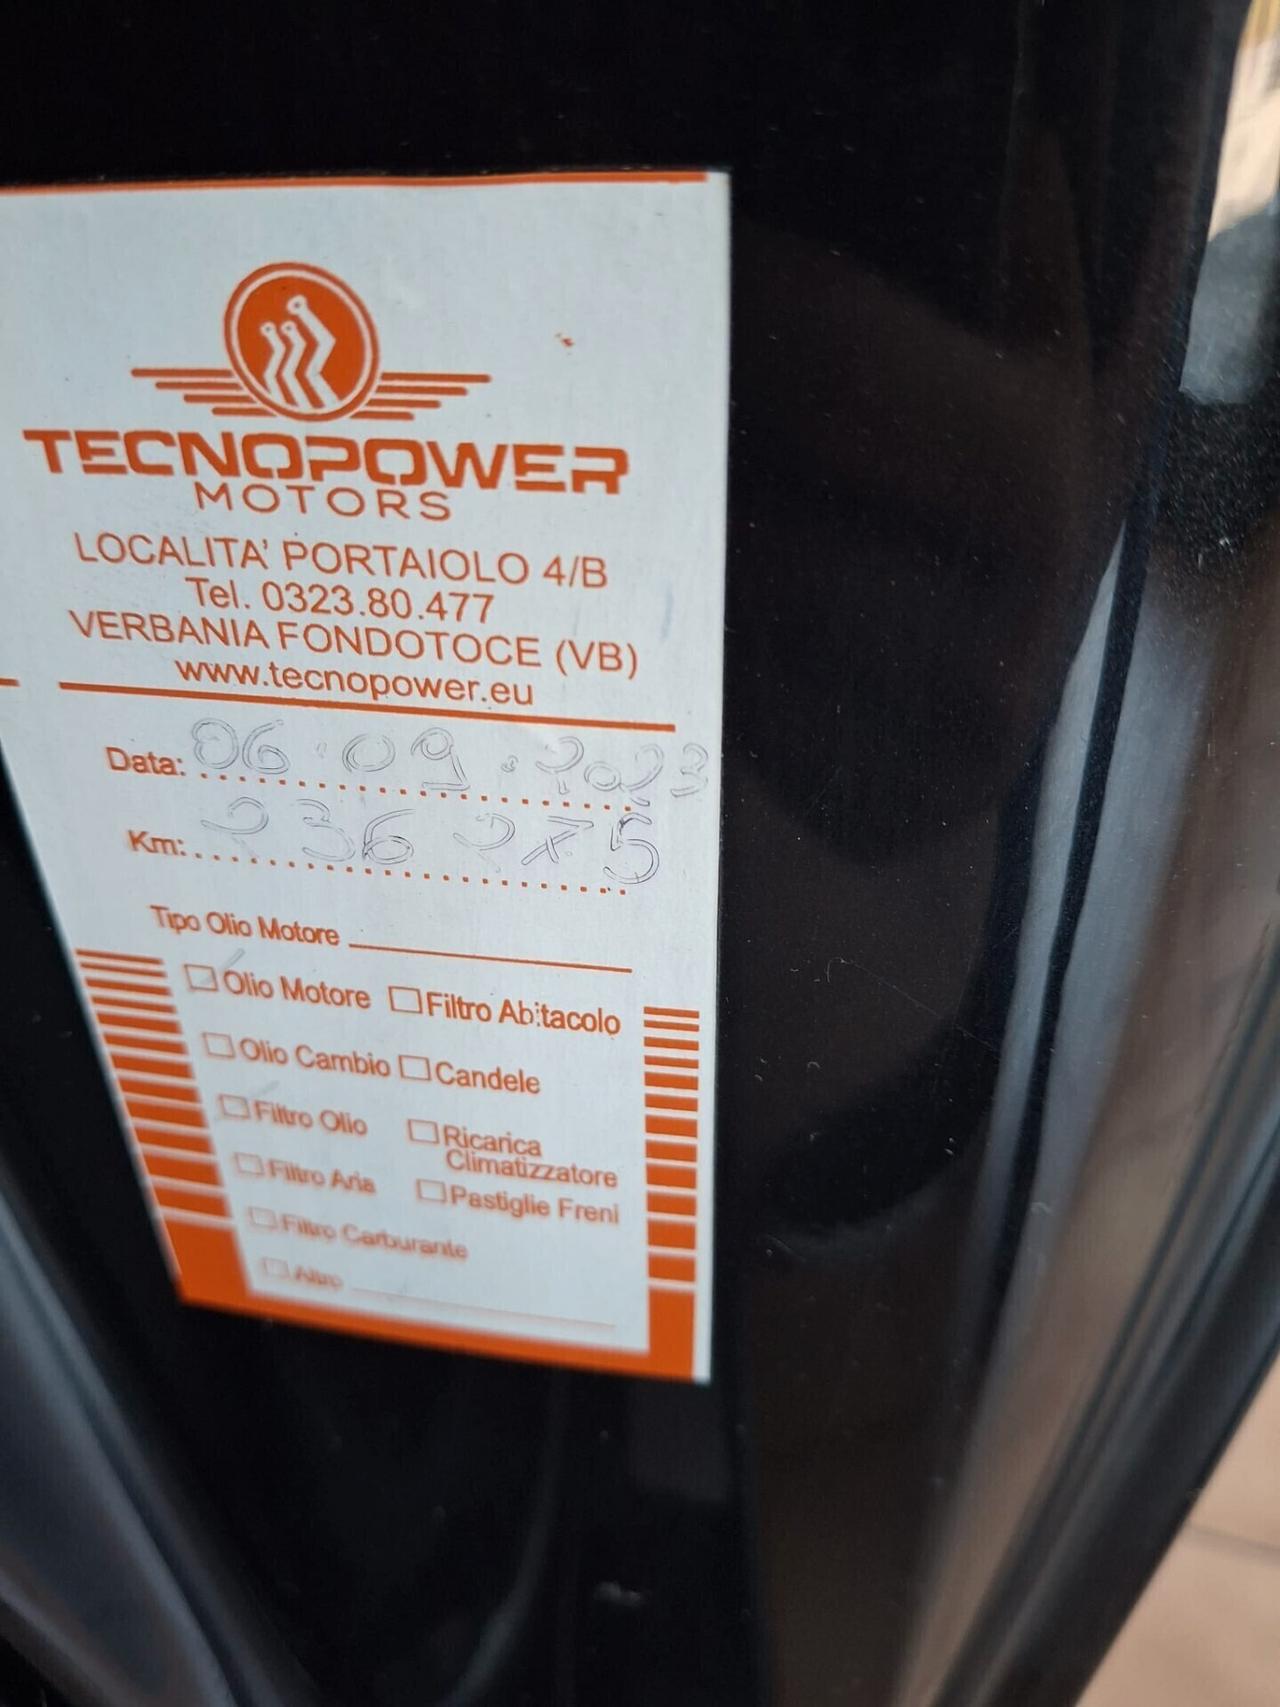 TECNOPOWER
MOTORS
LOCALITA' PORTAIOLO 4/B
Tel. 0323.80.477
VERBANIA FONDOTOCE (VB)
www.tecnopower.eu
Data: 06.09.2023
Km: 236275
Tipo Olio Motore
Olio Motore Filtro Abitacolo
Olio Cambio Candele
Filtro Olio Ricarica Climatizzatore
Filtro Aria Pastiglie Freni
Filtro Carburante
Altro